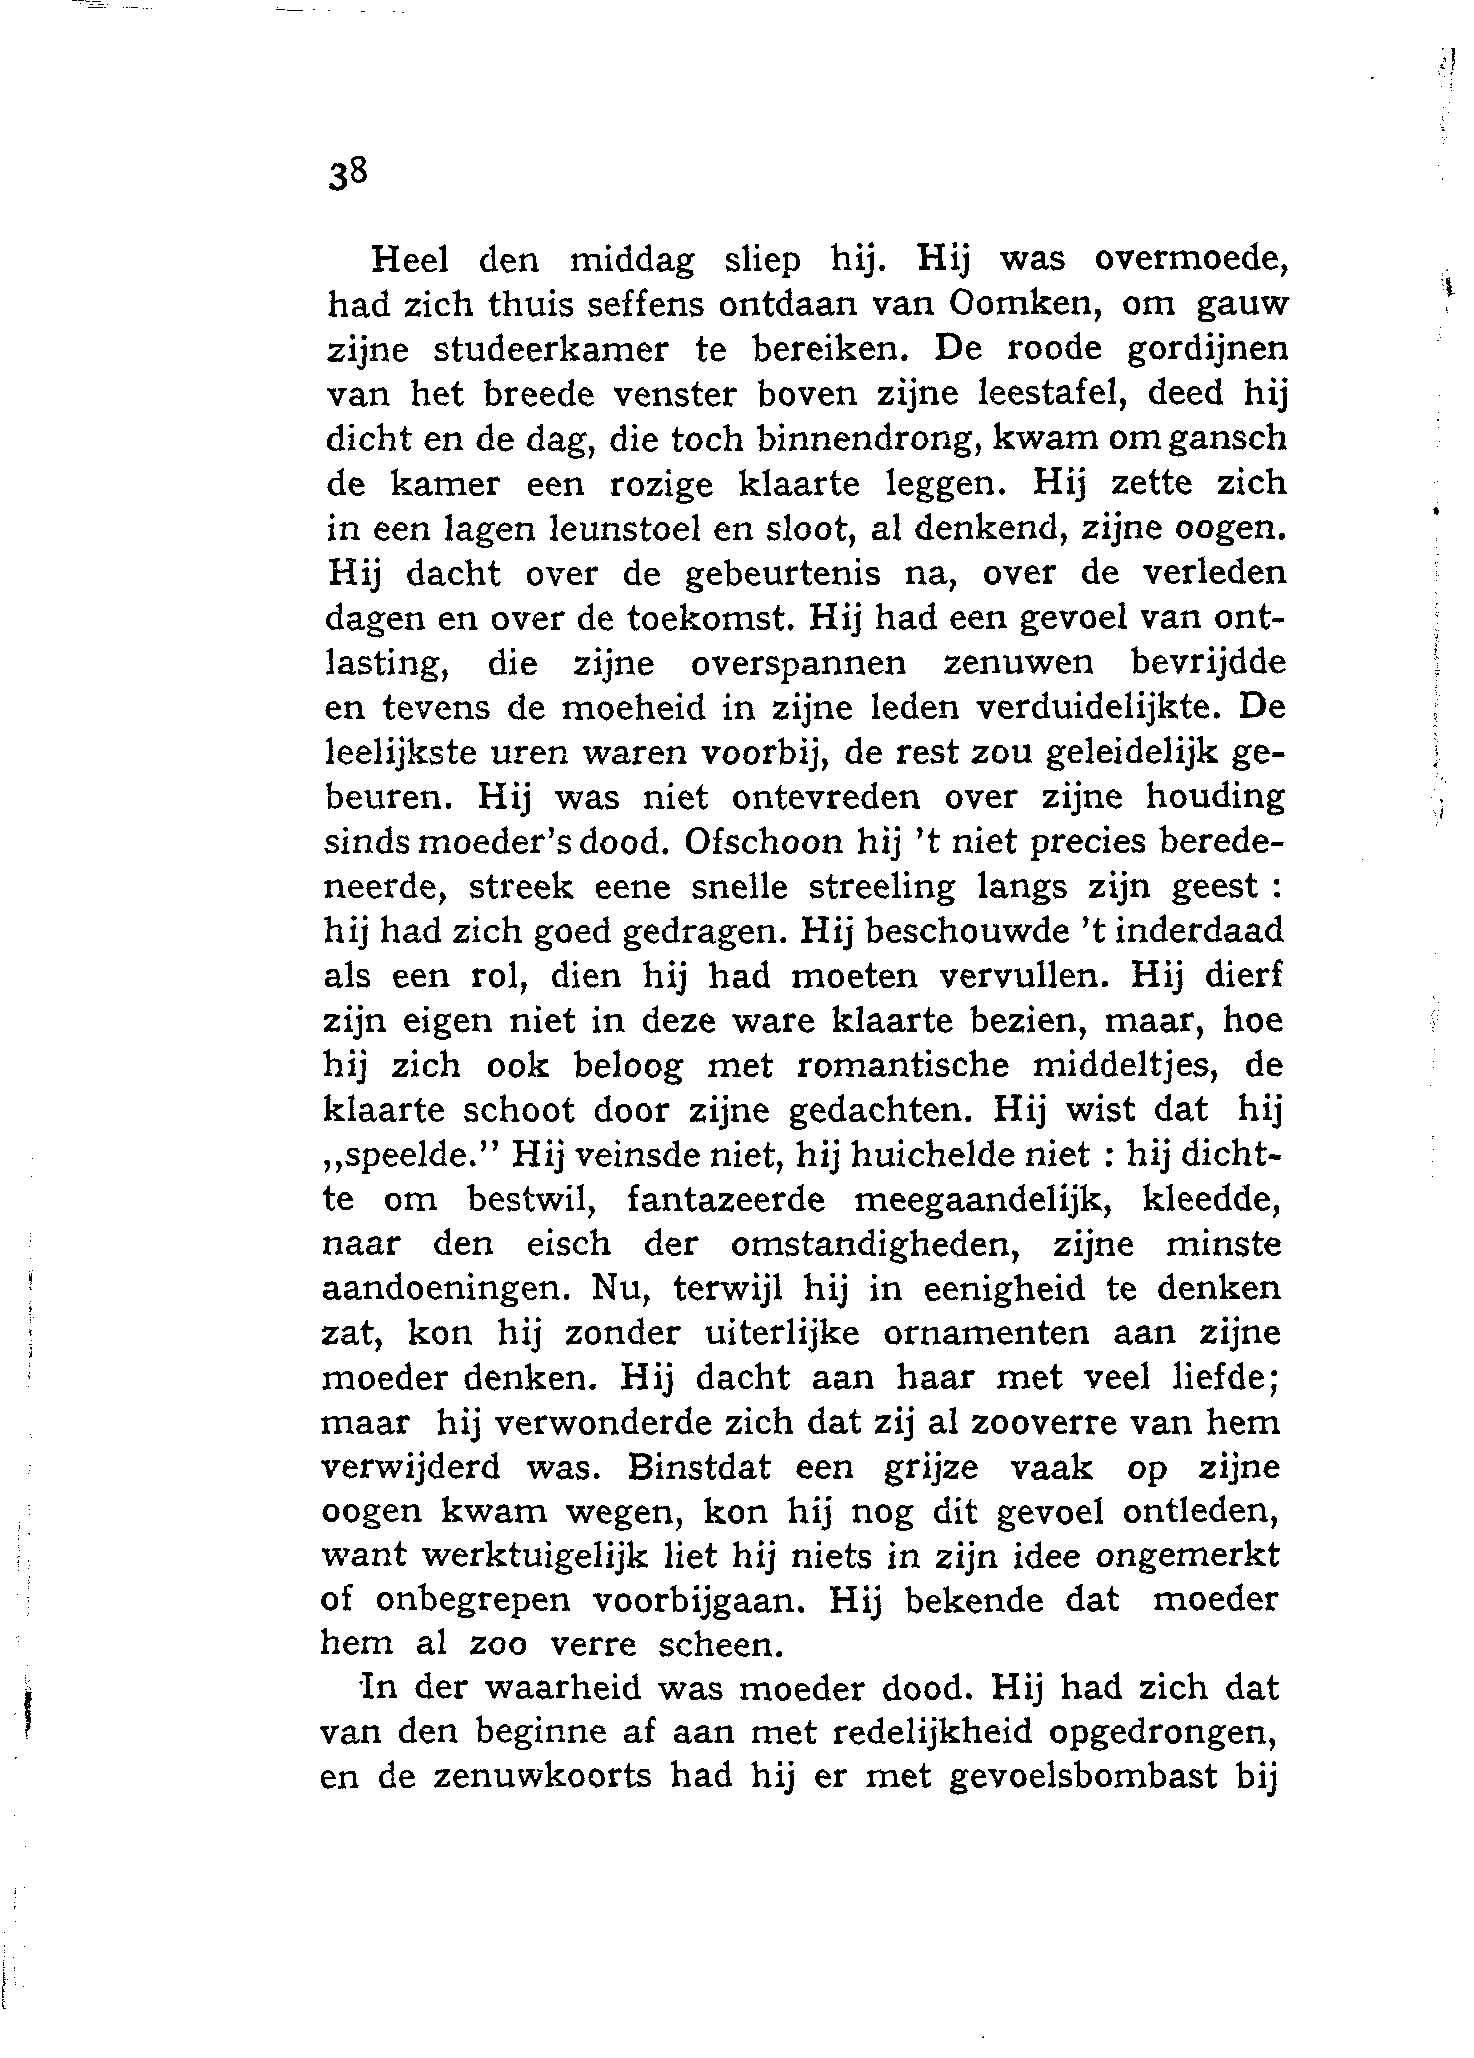 38
Heel den middag sliep hij. Hij was overmoede,
had zich thuis seffens ontdaan van Oomken, om gauw
zijne studeerkamer te bereiken. De roode gordijnen
van het breede venster boven zijne leestafel, deed hij
dicht en de dag, die toch binnendrong, kwam om gansch
de kamer een rozige klaarte leggen. Hij zette zich
in een lagen leunstoel en sloot, al denkend, zijne oogen.
Hij dacht over de gebeurtenis na, over de verleden
dagen en over de toekomst. Hij had een gevoel van ont-
lasting, die zijne overspannen zenuwen bevrijdde
en tevens de moeheid in zijne leden verduidelijkte. De
leelijkste uren waren voorbij, de rest zou geleidelijk ge-
beuren. Hij was niet ontevreden over zijne houding
sinds moeder's dood. Ofschoon hij 't niet precies berede-
neerde, streek eene snelle streeling langs zijn geest :
hij had zich goed gedragen. Hij beschouwde 't inderdaad
als een rol, dien hij had moeten vervullen. Hij dierf
zijn eigen niet in deze ware klaarte bezien, maar, hoe
hij zich ook beloog met romantische middeltjes, de
klaarte schoot door zijne gedachten. Hij wist dat hij
,,speelde.” Hij veinsde niet, hij huichelde niet : hij dicht-
te om bestwil, fantazeerde meegaandelijk, kleedde,
naar den eisch der omstandigheden, zijne minste
aandoeningen. Nu, terwijl hij in eenigheid te denken
zat, kon hij zonder uiterlijke ornamenten aan zijne
moeder denken. Hij dacht aan haar met veel liefde;
maar hij verwonderde zich dat zij al zooverre van hem
verwijderd was. Binstdat een grijze vaak op zijne
oogen kwam wegen, kon hij nog dit gevoel ontleden,
want werktuigelijk liet hij niets in zijn idee ongemerkt
of onbegrepen voorbijgaan. Hij bekende dat moeder
hem al zoo verre scheen.
In der waarheid was moeder dood. Hij had zich dat
van den beginne af aan met redelijkheid opgedrongen,
en de zenuwkoorts had hij er met gevoelsbombast bij